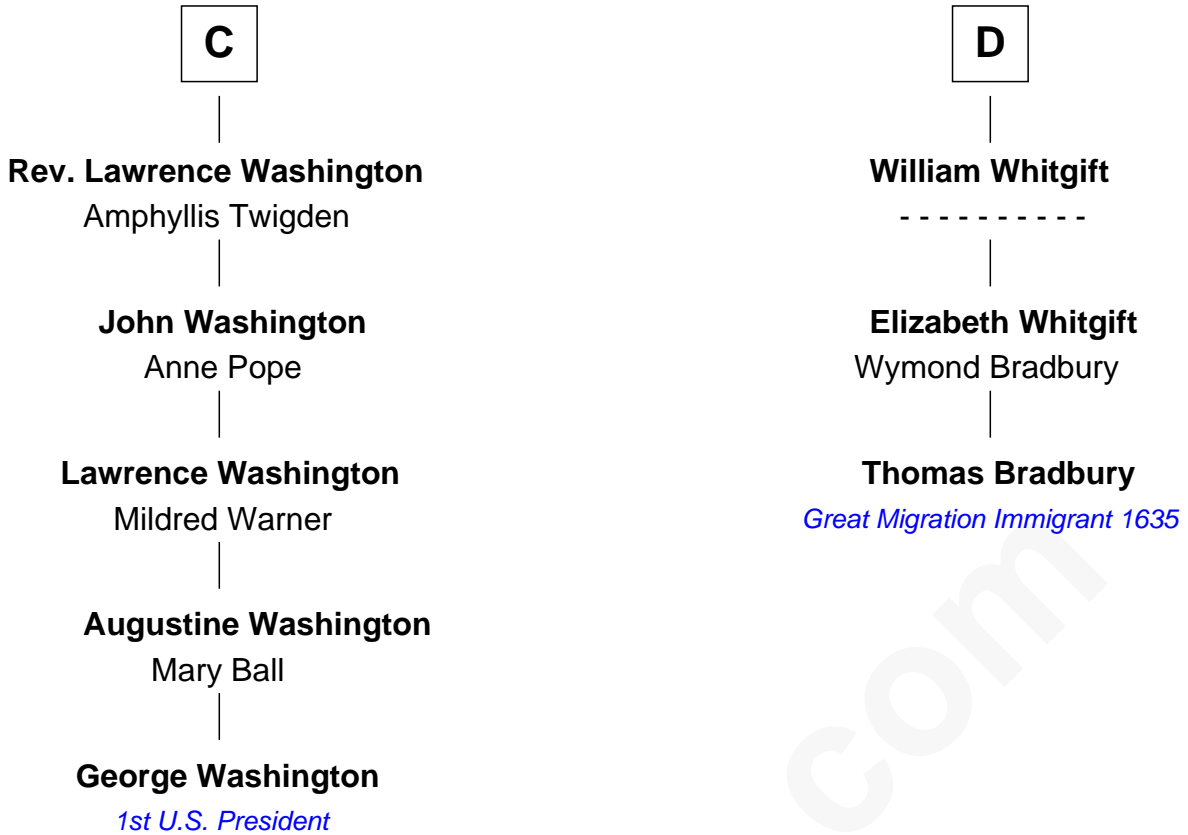 C
Rev. Lawrence Washington
Amphyllis Twigden
John Washington
Anne Pope
Lawrence Washington
Mildred Warner
Augustine Washington
Mary Ball
George Washington
1st U.S. President
D
William Whitgift
- - - - - - - - - -
Elizabeth Whitgift
Wymond Bradbury
Thomas Bradbury
Great Migration Immigrant 1635
com